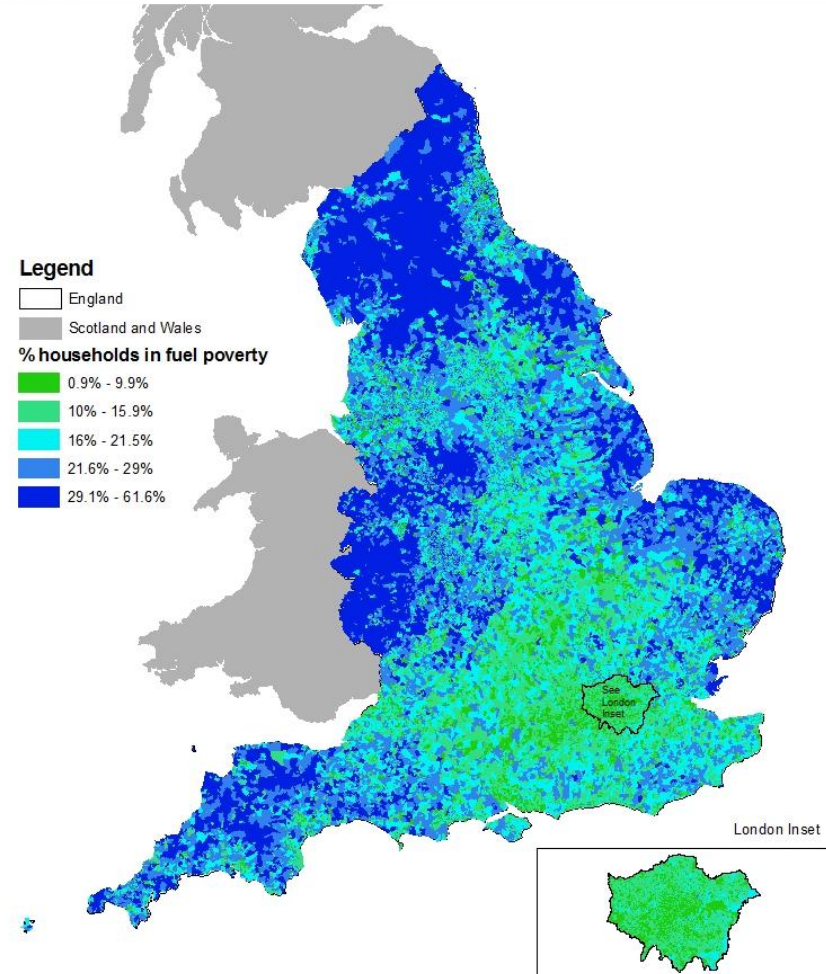 Legend
England
Scotland and Wales
% households in fuel poverty
0.9% - 9.9%
10% - 15.9%
16% - 21.5%
21.6% - 29%
29.1% - 61.6%
See
London
Inset
London Inset